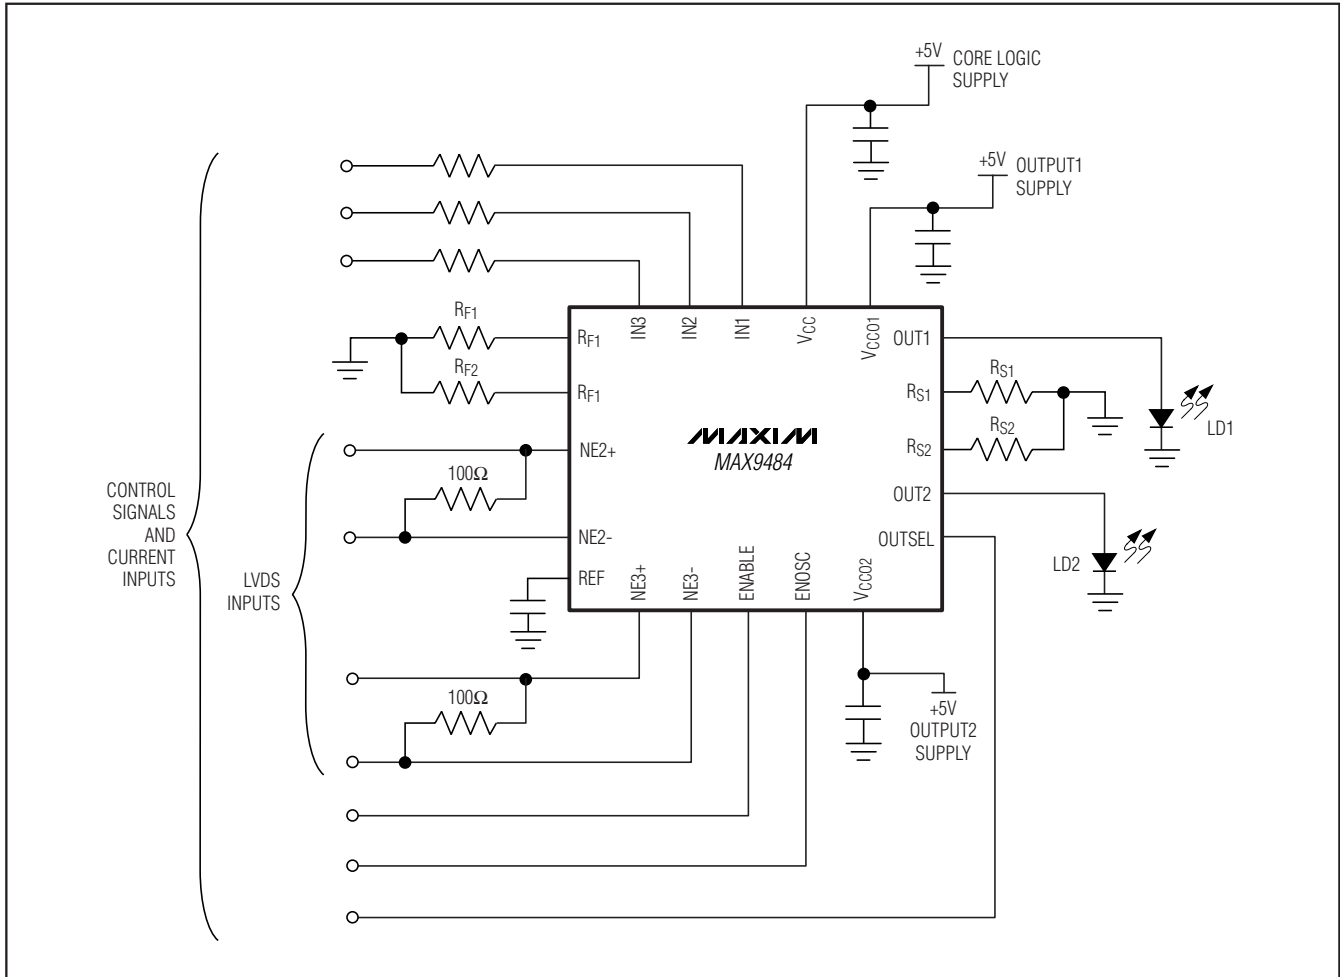 +5V CORE LOGIC
SUPPLY
+5V OUTPUT1
SUPPLY
IN3 IN2 IN1 VCC VCCO1
RF1
RF1
RF2
RF1
OUT1
RS1
RS1
RS2
RS2
LD1
MAXIM
MAX9484
NE2+
100Ω
NE2-
REF
OUT2
OUTSEL
LD2
NE3+ NE3- ENABLE ENOSC VCCO2
CONTROL
SIGNALS
AND
CURRENT
INPUTS
LVDS
INPUTS
100Ω
+5V
OUTPUT2
SUPPLY